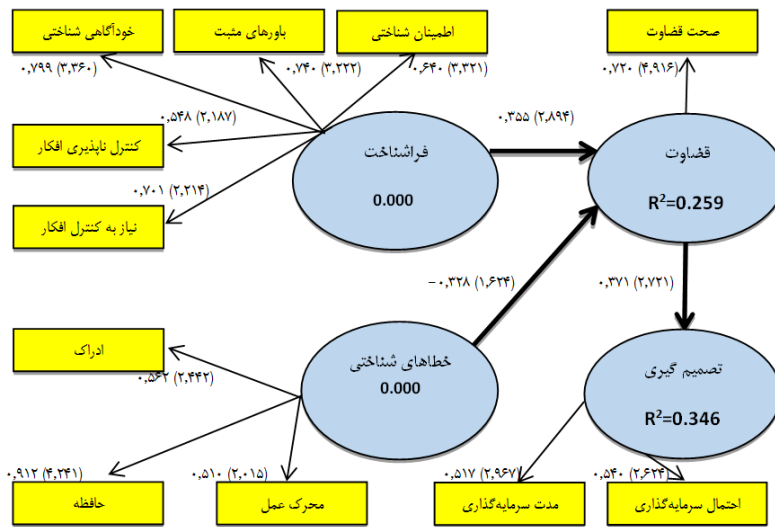 صحت قضاوت
اطمینان شناختی
باورهای مثبت
خودآگاهی شناختی
۰,۷۲۰ (۴,۹۱۶)
۰,۶۴۰ (۳,۳۲۱)
۰,۷۴۰ (۳,۲۲۲)
۰,۷۹۹ (۳,۳۶۰)
۰,۳۵۵ (۲,۸۹۴)
۰,۵۴۸ (۲,۱۸۷)
کنترل ناپذیری افکار
قضاوت
R²=0.259
فراشناخت
0.000
۰,۷۰۱ (۲,۲۱۴)
نیاز به کنترل افکار
۰,۳۷۱ (۲,۷۲۱)
-۰,۳۲۸ (۱,۶۲۴)
ادراک
۰,۵۶۲ (۲,۴۴۲)
تصمیم گیری
R²=0.346
خطاهای شناختی
0.000
۰,۵۴۰ (۲,۶۲۴)
۰,۵۱۷ (۲,۹۶۷)
۰,۵۱۰ (۲,۰۱۵)
۰,۹۱۲ (۴,۲۴۱)
احتمال سرمایه‌گذاری
مدت سرمایه‌گذاری
محرک عمل
حافظه